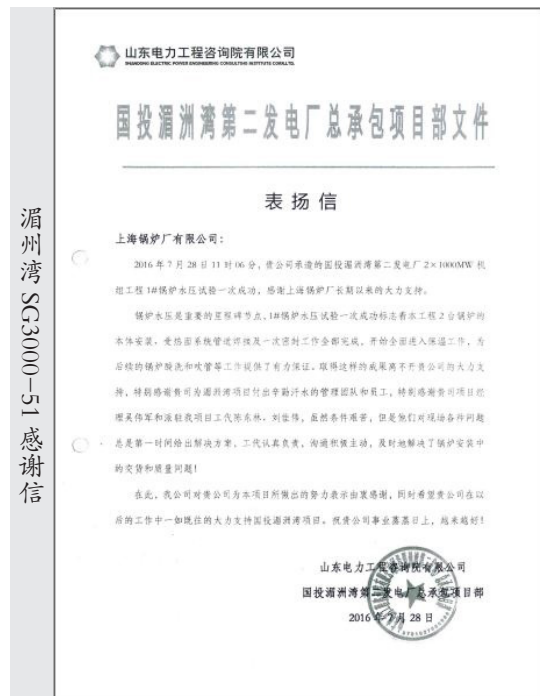 湄州湾 SG3000-51 感谢信
山东电力工程咨询院有限公司
SHANDONG ELECTRIC POWER ENGINEERING CONSULTING INSTITUTE CORP.,LTD.
国投湄洲湾第二发电厂总承包项目部文件
表扬信
上海锅炉厂有限公司：
2016年7月28日11时06分，贵公司承造的国投湄洲湾第二发电厂2×1000MW机
组工程1#锅炉水压试验一次成功，感谢上海锅炉厂长期以来的大力支持。
锅炉水压是重要的里程碑节点，1#锅炉水压试验一次成功标志着本工程2台锅炉的
本体安装、受热面系统管道焊接及一次密封工作全部完成，开始全面进入保温工作，为
后续的锅炉酸洗和吹管等工作提供了有力保证。取得这样的成果离不开贵公司的大力支
持，特别感谢贵司为湄洲湾项目付出辛勤汗水的管理团队和员工，特别感谢贵司项目经
理吴伟军和派驻我项目工代陈东林、刘世伟，虽然条件艰苦，但是他们对现场各种问题
总是第一时间给出解决方案，工代认真负责，沟通积极主动，及时地解决了锅炉安装中
的交货和质量问题！
在此，我公司对贵公司为本项目所做出的努力表示由衷感谢，同时希望贵公司在以
后的工作中一如既往的大力支持国投湄洲湾项目。祝贵公司事业蒸蒸日上，越来越好！
山东电力工程咨询院有限公司
国投湄洲湾第二发电厂总承包项目部
2016年7月28日